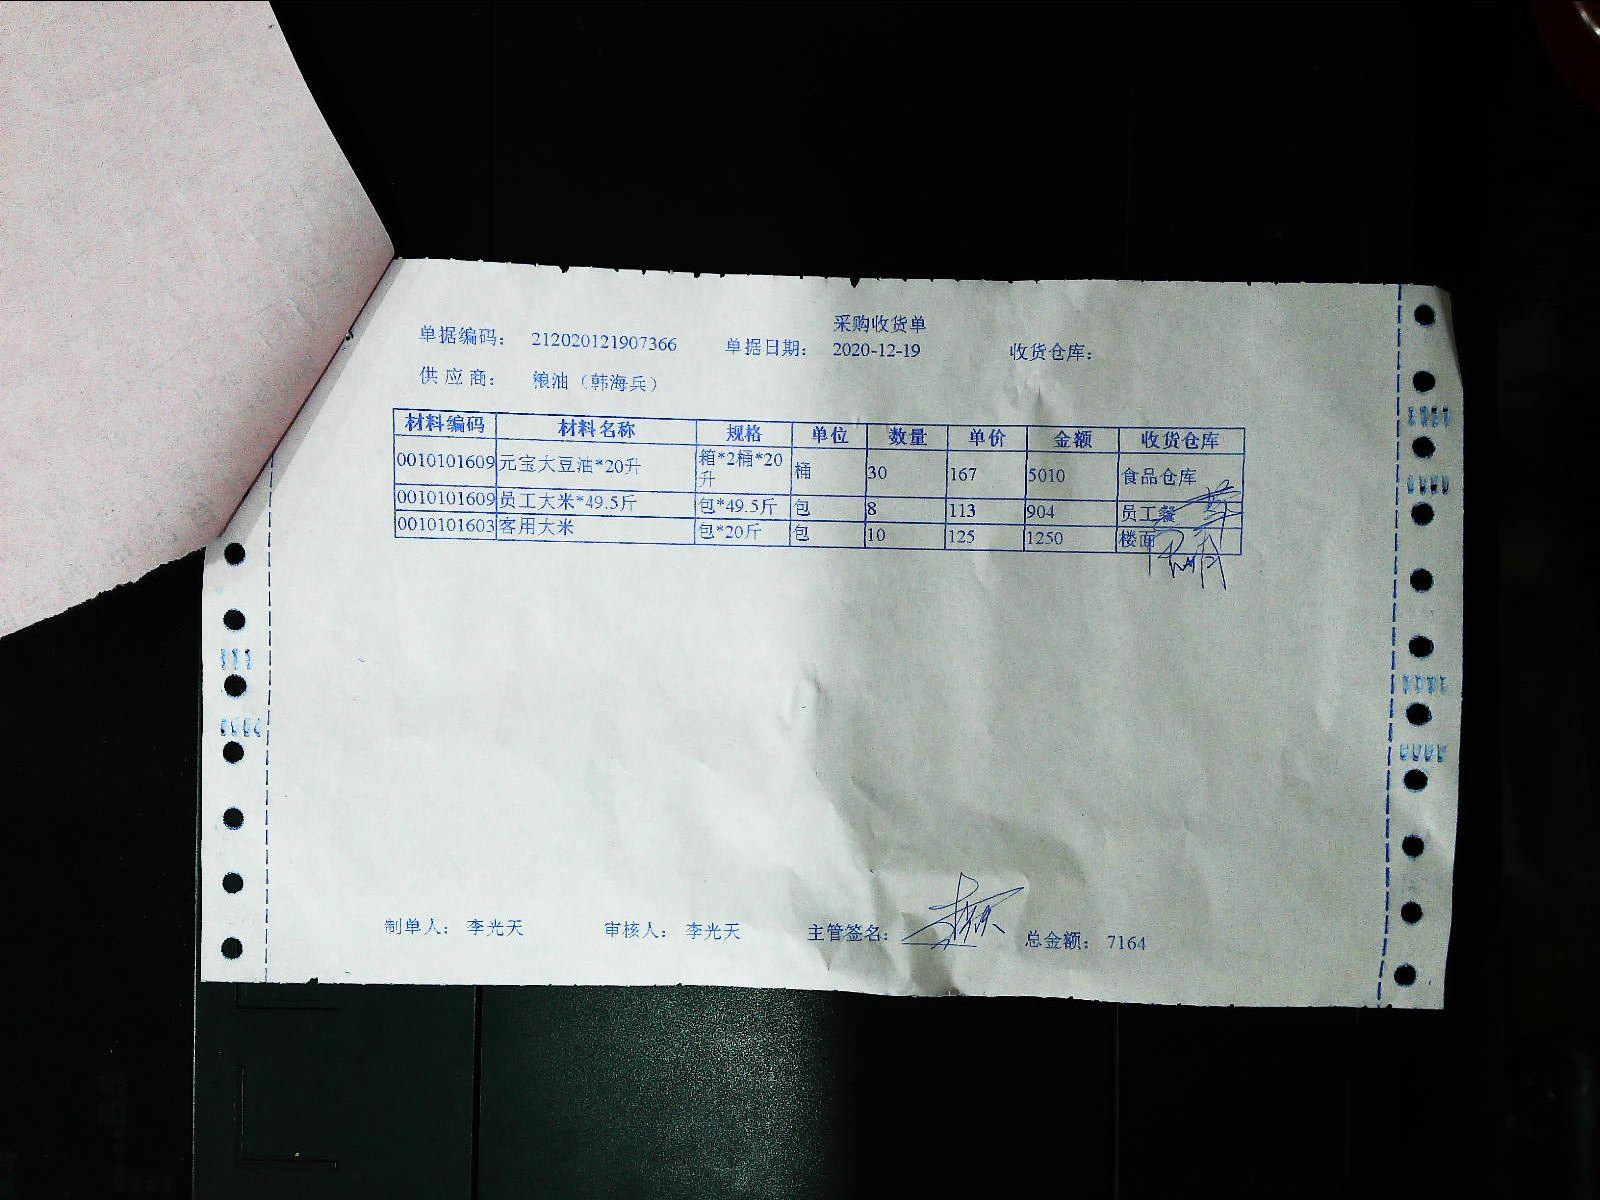 采购收货单
单据编码： 212020121907366 单据日期： 2020-12-19 收货仓库：
供 应 商： 粮油（韩海兵）
材料编码 材料名称 规格 单位 数量 单价 金额 收货仓库
0010101609 元宝大豆油*20升 箱*2桶*20升 桶 30 167 5010 食品仓库
0010101609 员工大米*49.5斤 包*49.5斤 包 8 113 904 员工餐
0010101603 客用大米 包*20斤 包 10 125 1250 楼面
制单人： 李光天 审核人： 李光天 主管签名： 总金额： 7164